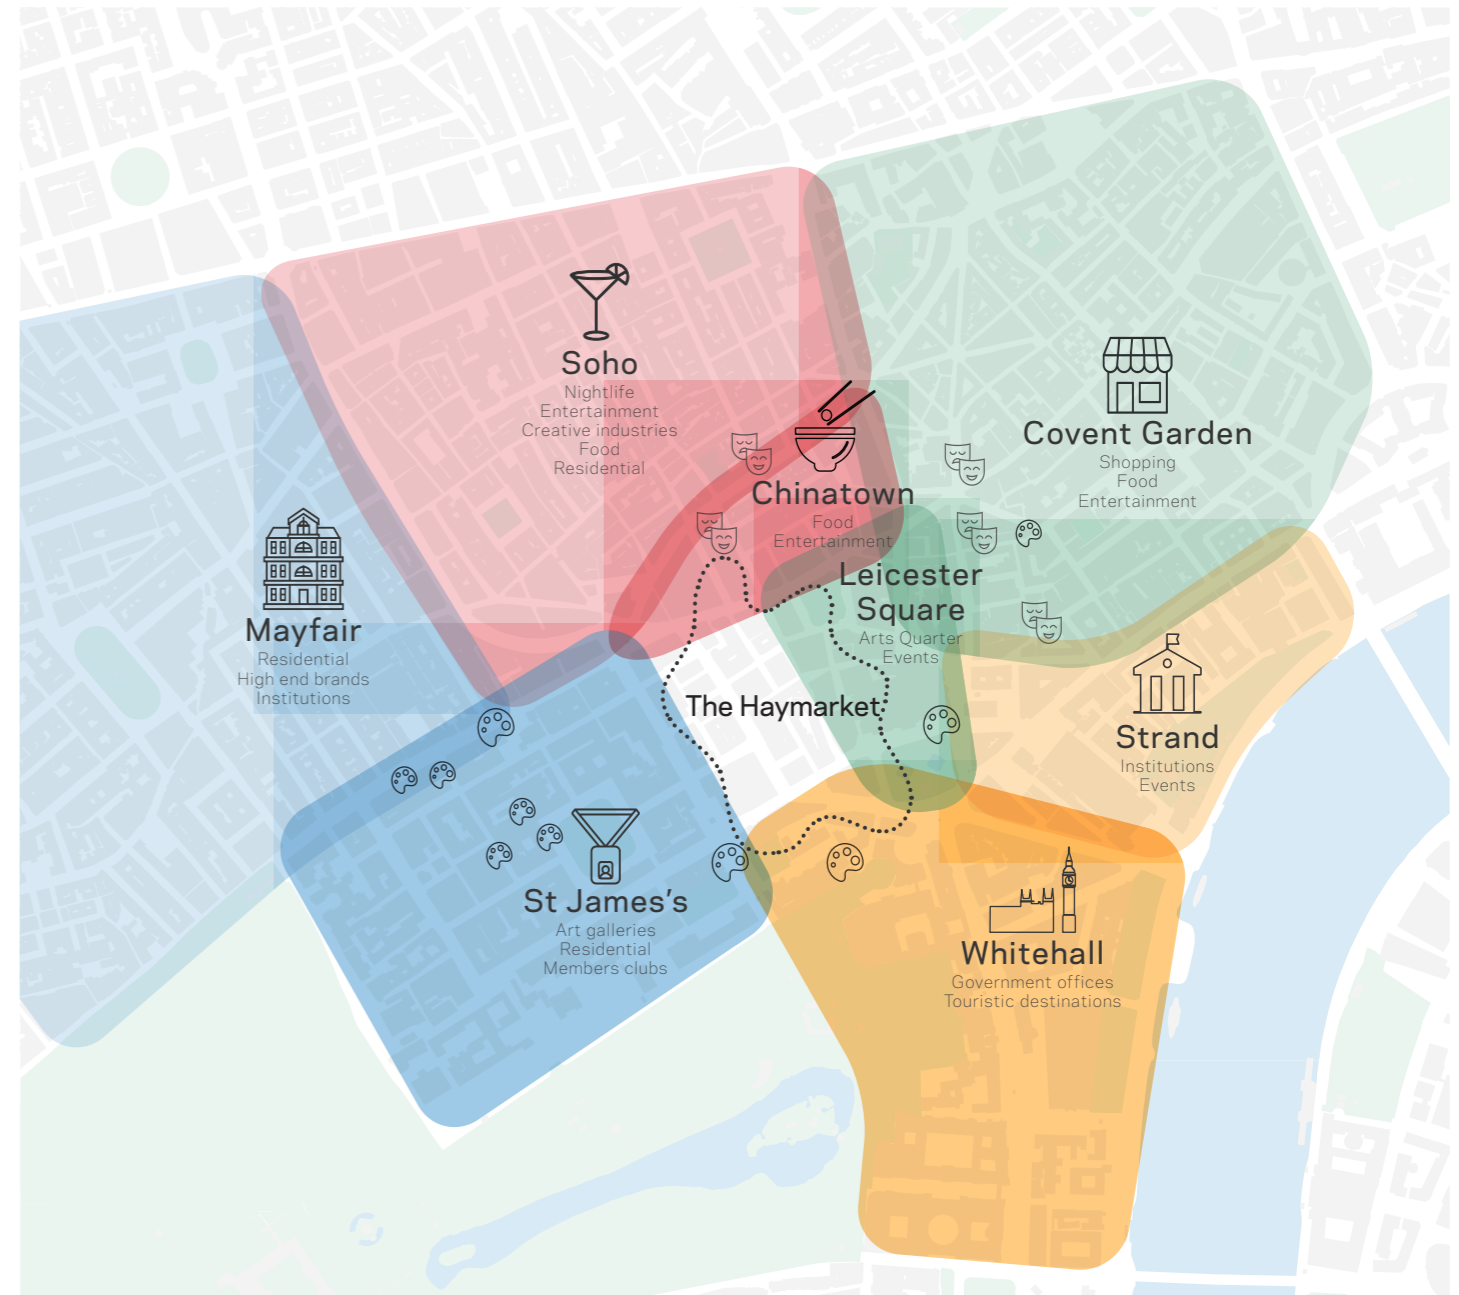 Soho
Nightlife
Entertainment
Creative industries
Food
Residential
Covent Garden
Shopping
Food
Entertainment
Chinatown
Food
Entertainment
Leicester
Square
Arts Quarter
Events
Mayfair
Residential
High end brands
Institutions
The Haymarket
Strand
Institutions
Events
St James's
Art galleries
Residential
Members clubs
Whitehall
Government offices
Touristic destinations